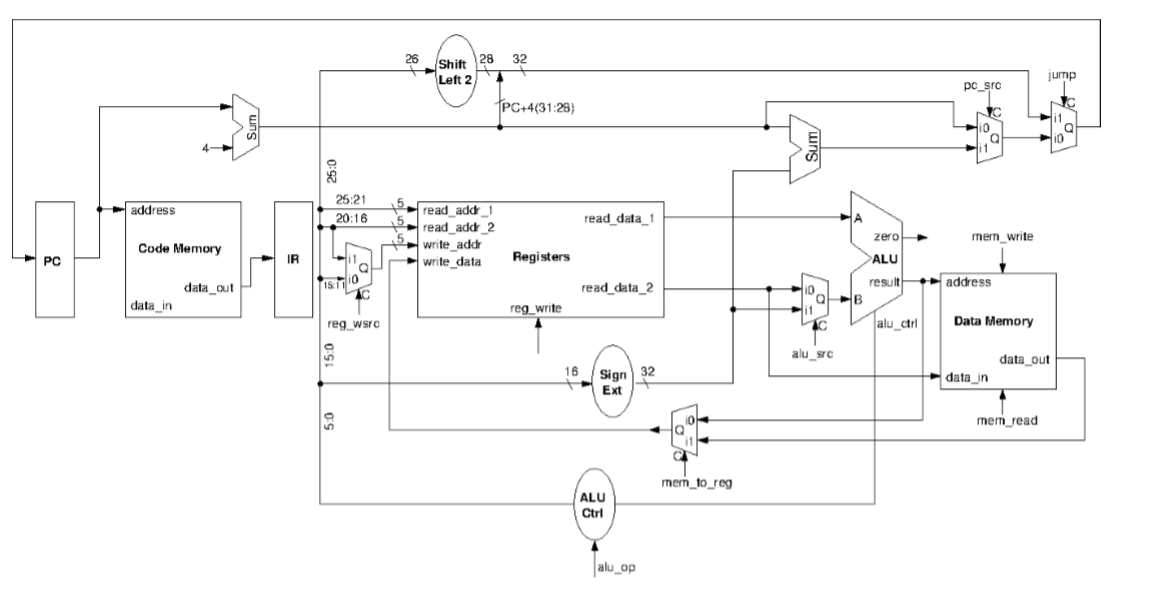 26
Shift
Left 2
28
32
PC+4(31:28)
pc_src
C
jump
C
i1
Q
i0
i0
Q
i1
Sum
4
Sum
25:0
PC
address
Code Memory
data_out
data_in
IR
25:21
5
20:16
5
5
i1
Q
i0
15:11
C
reg_wsrc
read_addr_1
read_addr_2
write_addr
write_data
Registers
read_data_1
read_data_2
reg_write
A
zero
ALU
result
B
alu_ctrl
i0
Q
i1
C
alu_src
mem_write
address
Data Memory
data_out
data_in
mem_read
15:0
16
Sign
Ext
32
5:0
i0
Q
i1
C
mem_to_reg
ALU
Ctrl
alu_op